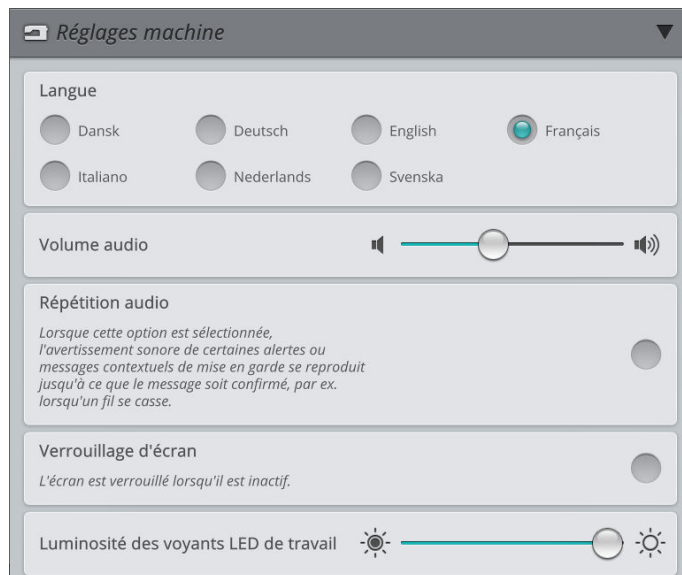 Réglages machine
Langue
Dansk Deutsch English Français
Italiano Nederlands Svenska
Volume audio
Répétition audio
Lorsque cette option est sélectionnée,
l'avertissement sonore de certaines alertes ou
messages contextuels de mise en garde se reproduit
jusqu'à ce que le message soit confirmé, par ex.
lorsqu'un fil se casse.
Verrouillage d'écran
L'écran est verrouillé lorsqu'il est inactif.
Luminosité des voyants LED de travail